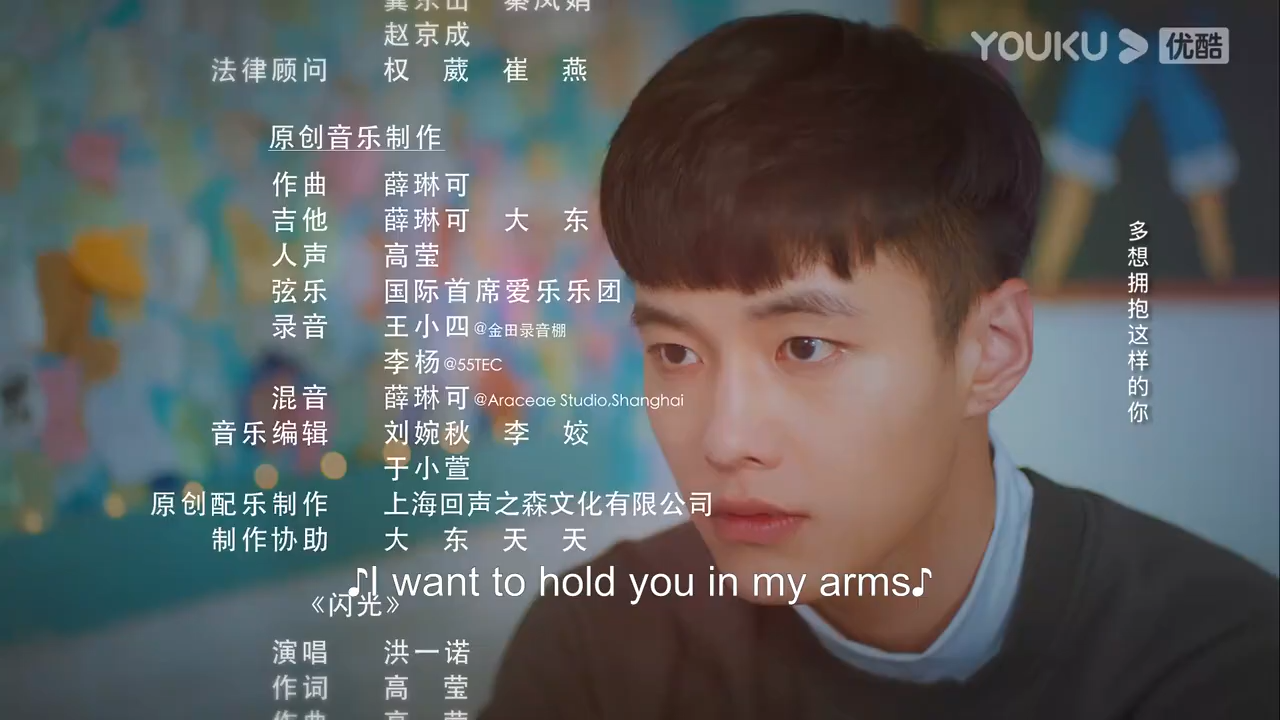 YOUKU 优酷
赵京成
法律顾问 权 葳 崔 燕
原创音乐制作
作曲 薛琳可
吉他 薛琳可 大 东
人声 高莹
弦乐 国际首席爱乐乐团
录音 王小四@金田录音棚
李杨@55TEC
混音 薛琳可@Araceae Studio,Shanghai
音乐编辑 刘婉秋 李 姣
于小萱
原创配乐制作 上海回声之森文化有限公司
制作协助 大 东 天 天
♪I want to hold you in my arms♪
《闪光》
演唱 洪一诺
作词 高 莹
作曲 高 莹
多想拥抱这样的你